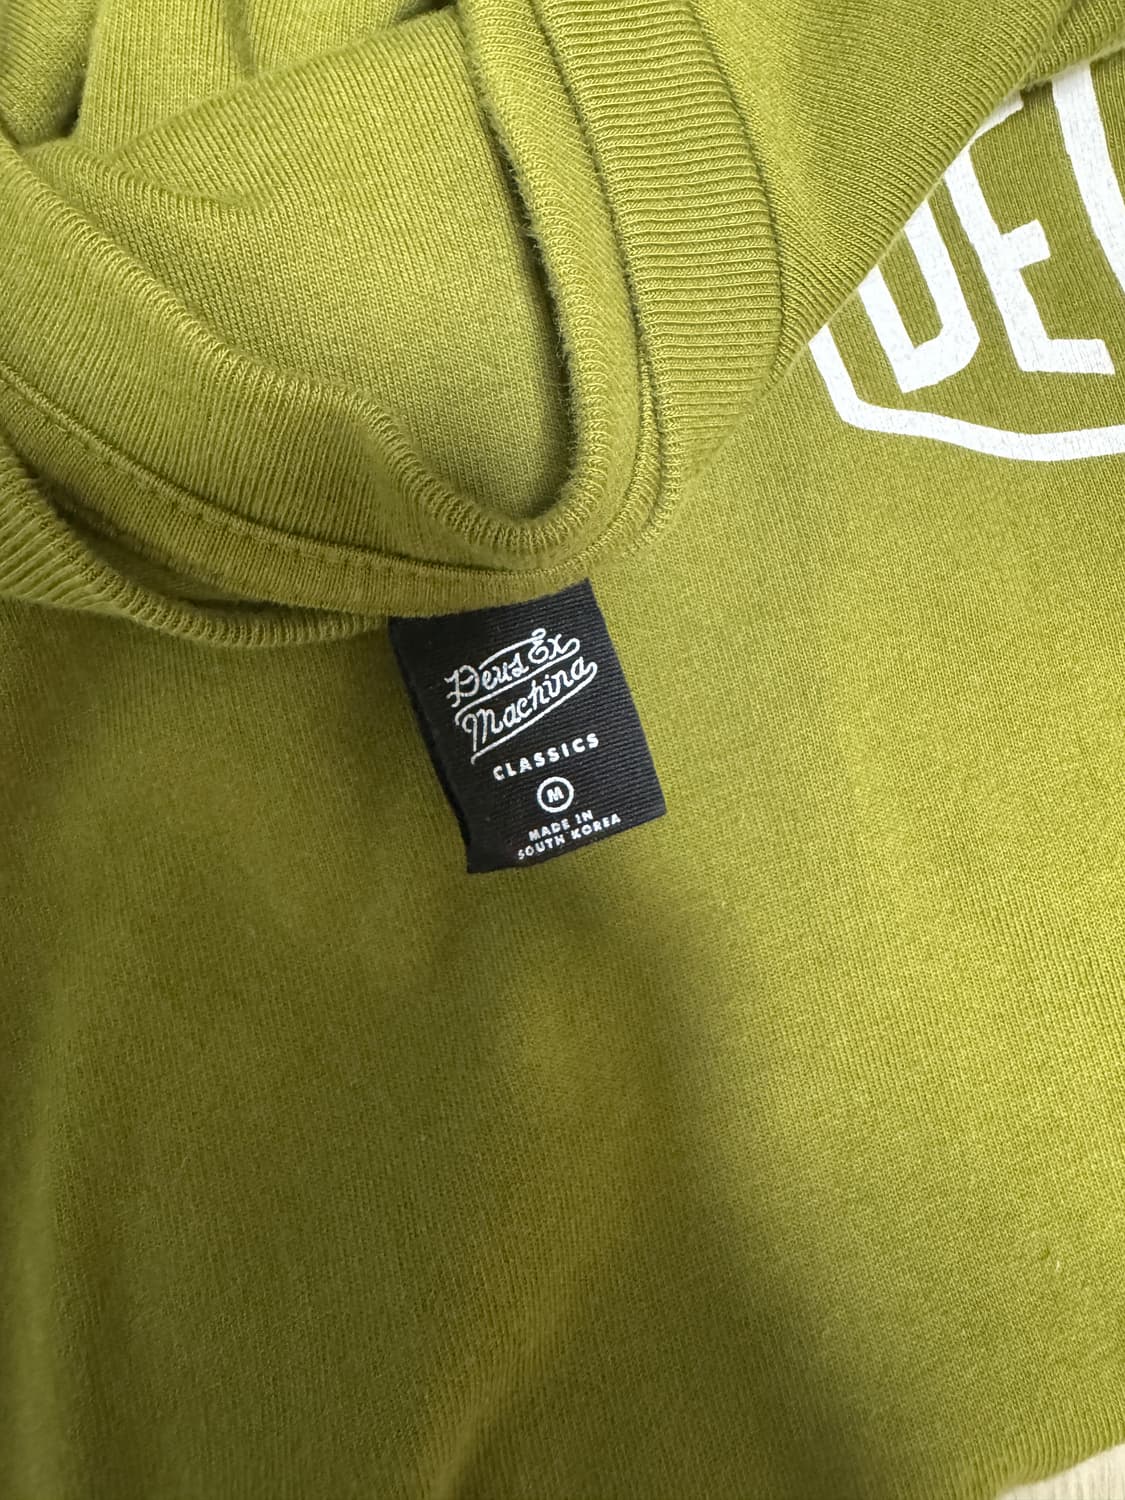 DE
Deus Ex
Machina
CLASSICS
M
MADE IN
SOUTH KOREA